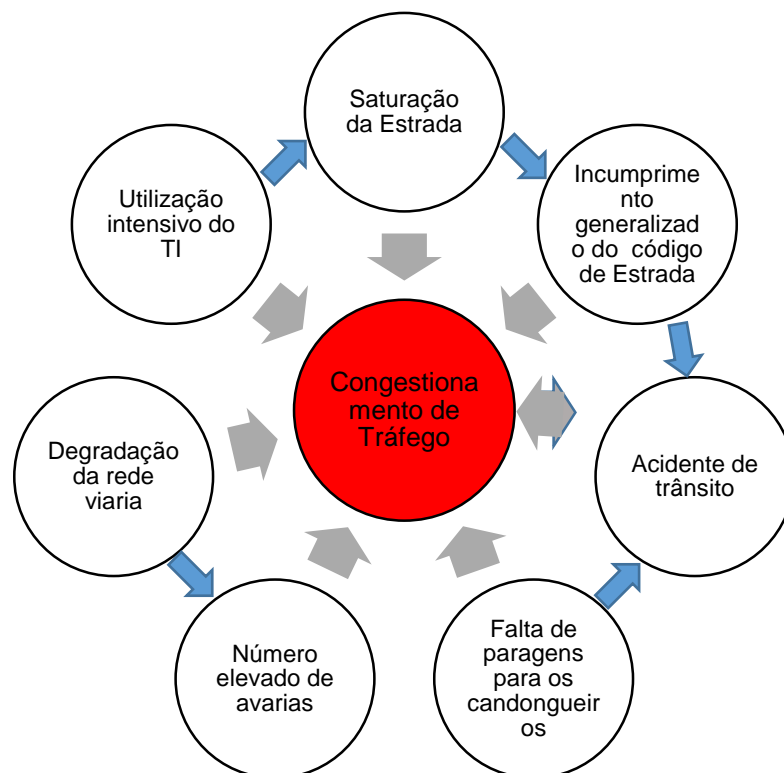 Saturação
da Estrada
Utilização
intensivo do
TI
Incumprime
nto
generalizad
o do código
de Estrada
Congestiona
mento de
Tráfego
Degradação
da rede
viaria
Acidente de
trânsito
Número
elevado de
avarias
Falta de
paragens
para os
candongueir
os